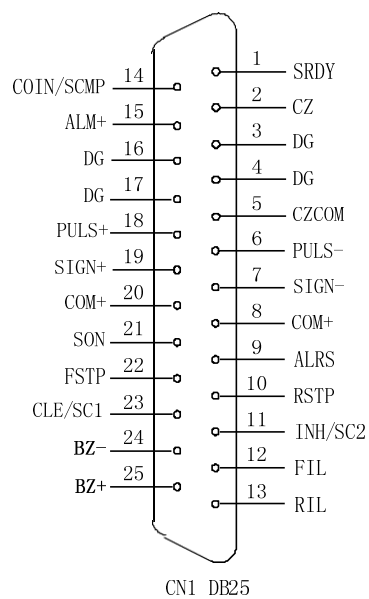 1 SRDY
COIN/SCMP 14
2 CZ
ALM+ 15
3 DG
DG 16
4 DG
DG 17
5 CZCOM
PULS+ 18
6 PULS-
SIGN+ 19
7 SIGN-
COM+ 20
8 COM+
SON 21
9 ALRS
FSTP 22
10 RSTP
CLE/SC1 23
11 INH/SC2
BZ- 24
12 FIL
BZ+ 25
13 RIL
CN1 DB25